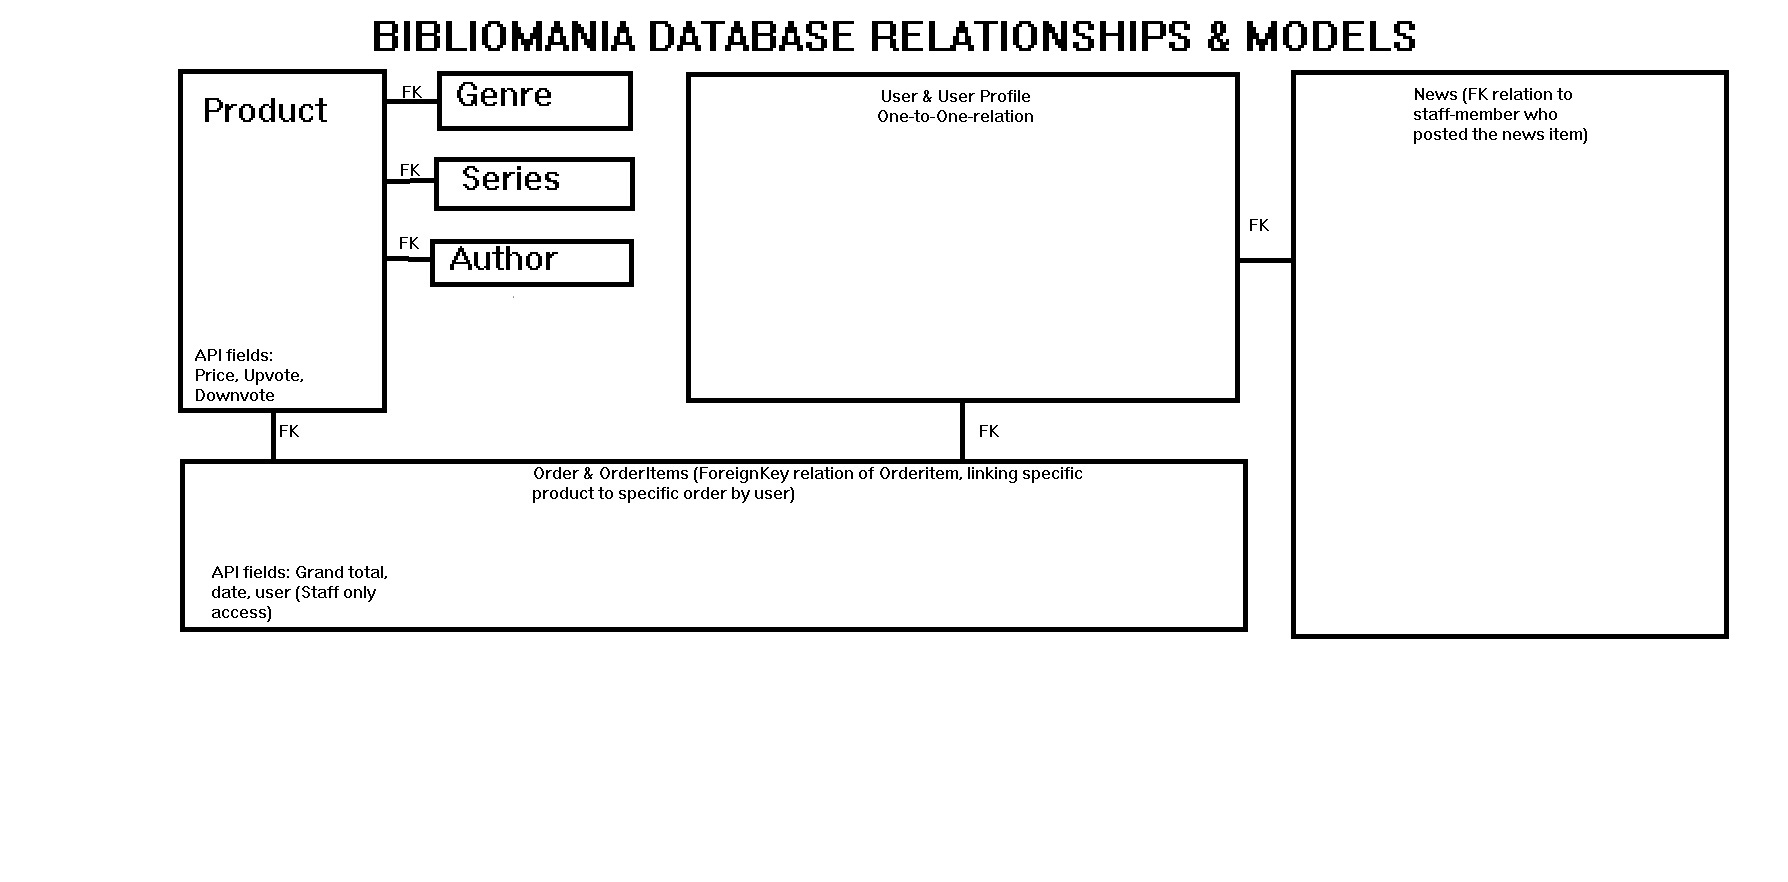 BIBLIOMANIA DATABASE RELATIONSHIPS & MODELS
Product
FK
Genre
FK
Series
FK
Author
API fields:
Price, Upvote,
Downvote
FK
User & User Profile
One-to-One-relation
FK
FK
News (FK relation to
staff-member who
posted the news item)
Order & OrderItems (ForeignKey relation of Orderitem, linking specific
product to specific order by user)
API fields: Grand total,
date, user (Staff only
access)